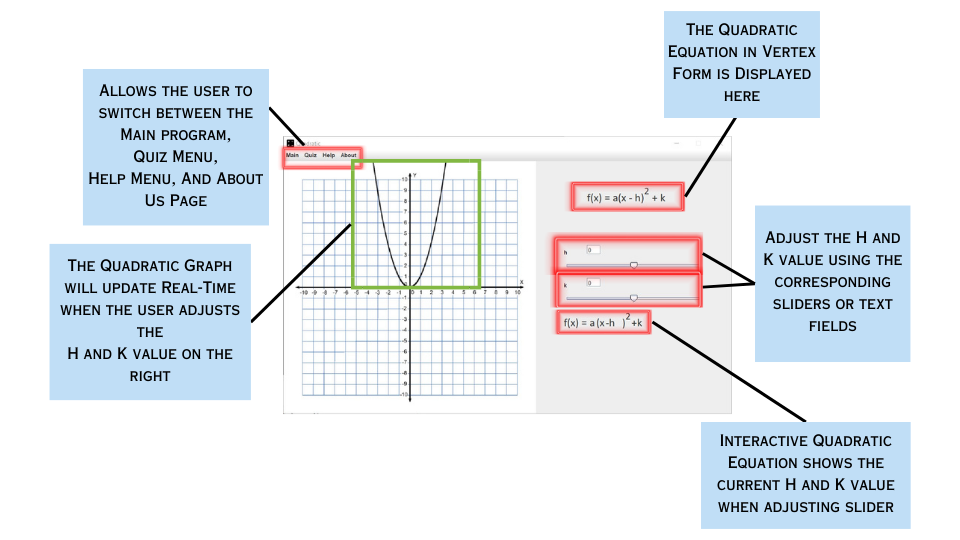 The Quadratic
Equation in Vertex
Form is Displayed
here
Allows the user to
switch between the
Main program,
Quiz Menu,
Help Menu, And About
Us Page
Main Quiz Help About
f(x) = a(x - h)2 + k
Adjust the H and
K value using the
corresponding
sliders or text
fields
h 0
k 0
f(x) = a (x-h )2+k
The Quadratic Graph
will update Real-Time
when the user adjusts
the
H and K value on the
right
Y
10
9
8
7
6
5
4
3
2
1
X
-10 -9 -8 -7 -6 -5 -4 -3 -2 -1 0 1 2 3 4 5 6 7 8 9 10
-1
-2
-3
-4
-5
-6
-7
-8
-9
-10
Interactive Quadratic
Equation shows the
current H and K value
when adjusting slider